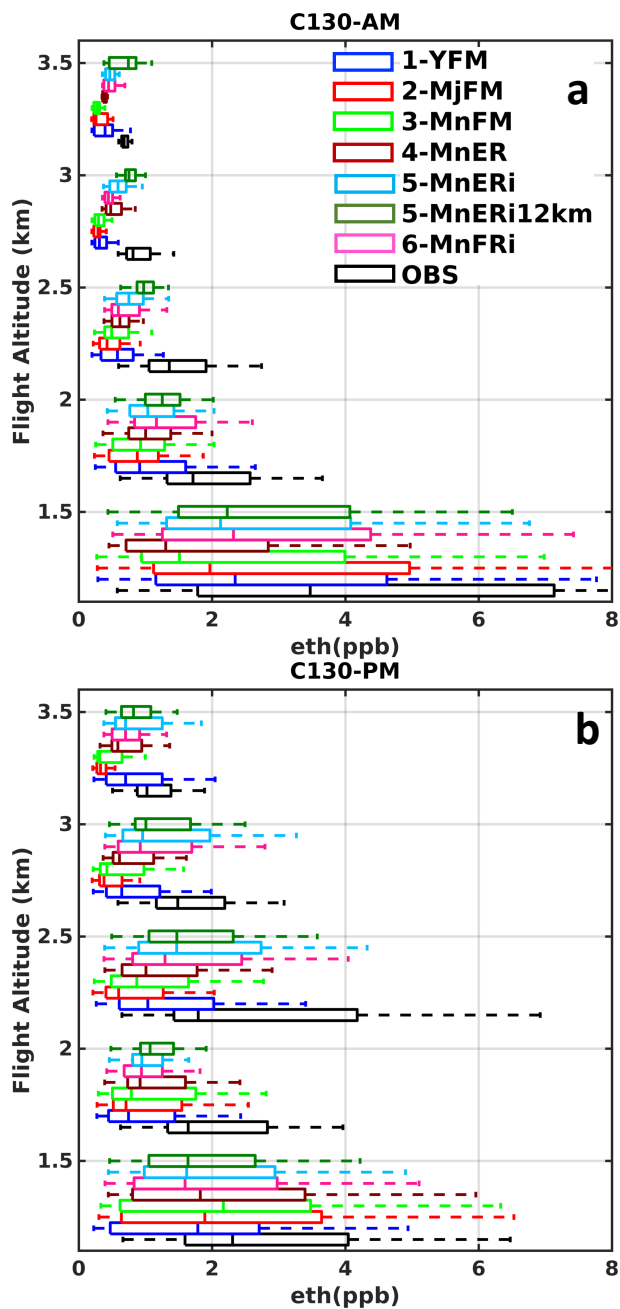 C130-AM
a
1-YFM
2-MjFM
3-MnFM
4-MnER
5-MnERi
5-MnERi12km
6-MnFRi
OBS
3.5
3
2.5
2
1.5
Flight Altitude (km)
0 2 4 6 8
eth(ppb)
C130-PM
b
3.5
3
2.5
2
1.5
Flight Altitude (km)
0 2 4 6 8
eth(ppb)